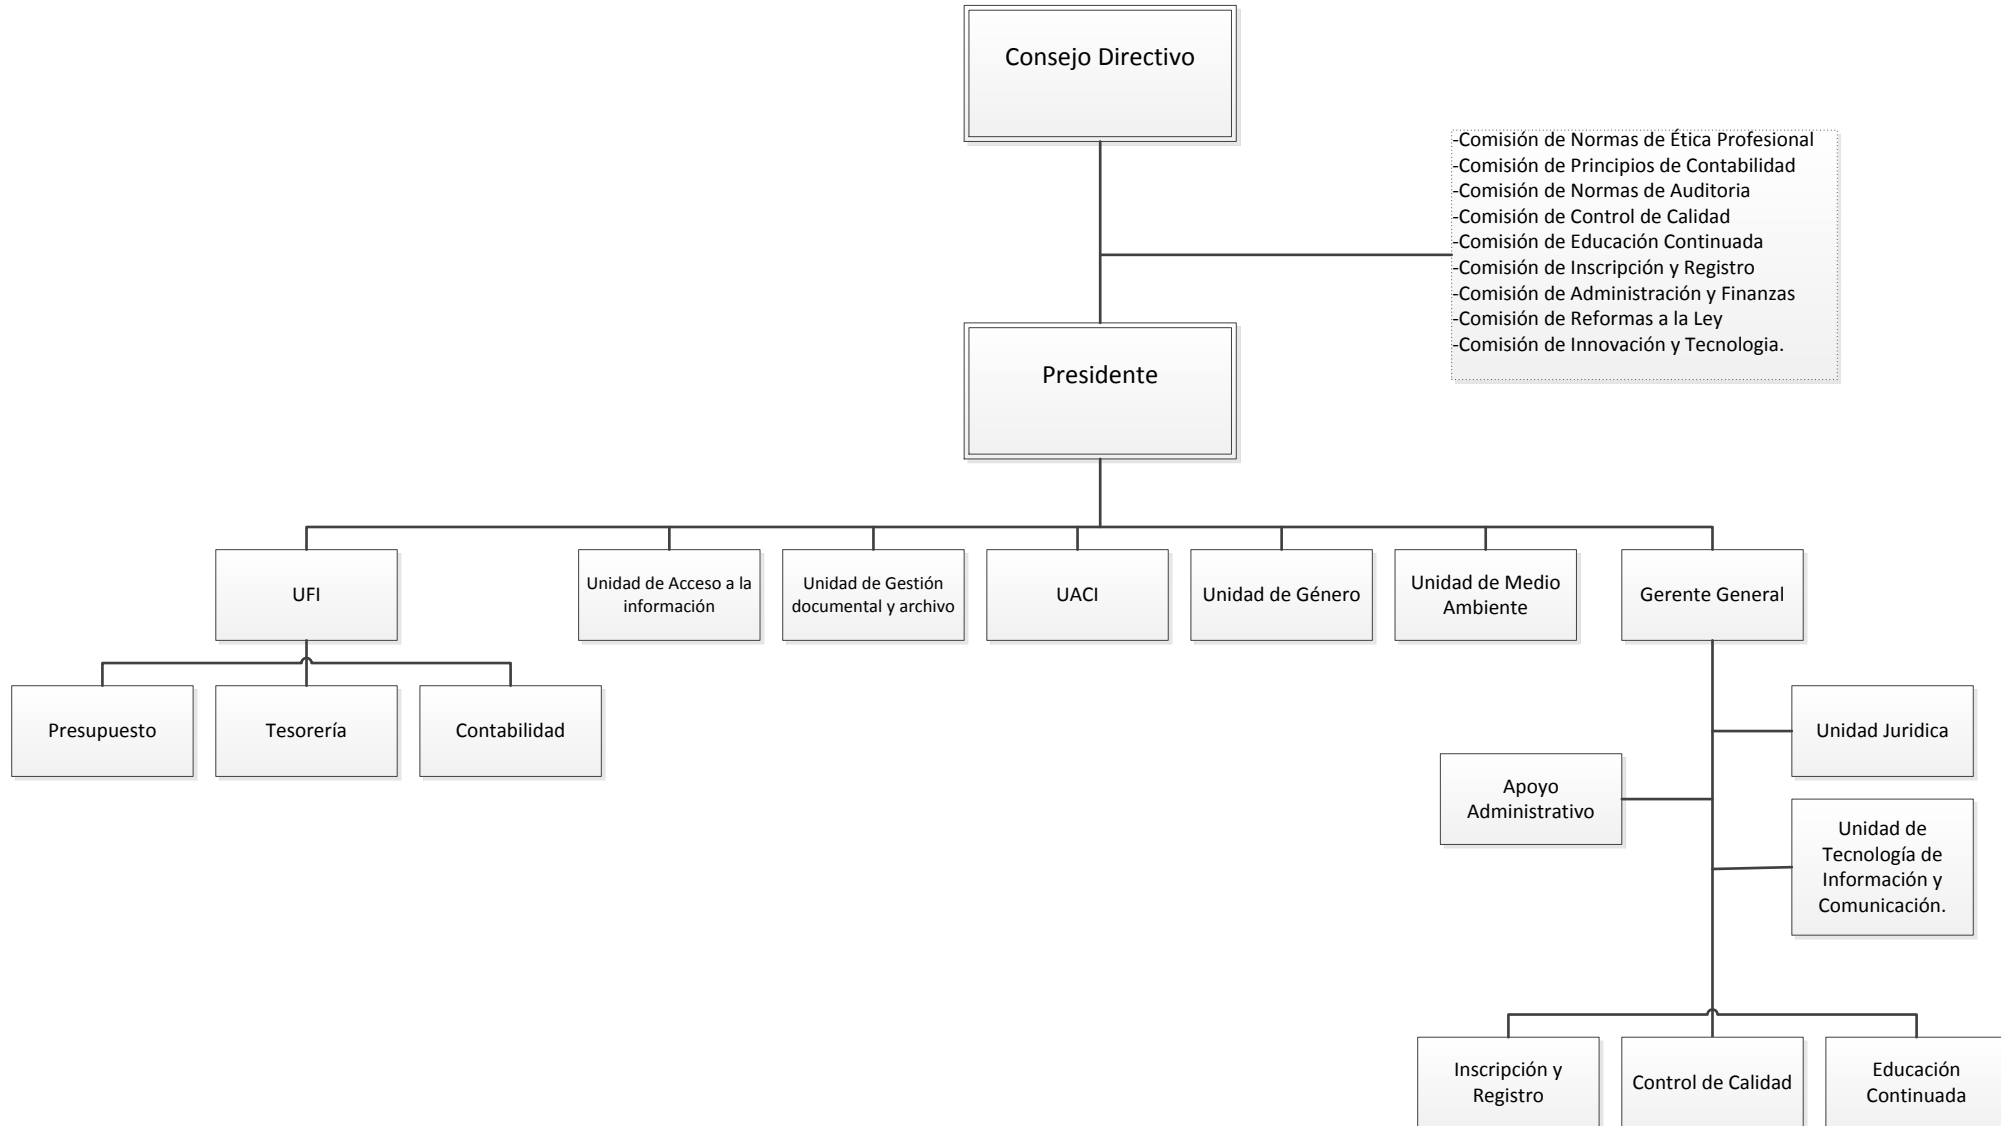 Consejo Directivo
-Comisión de Normas de Ética Profesional
-Comisión de Principios de Contabilidad
-Comisión de Normas de Auditoria
-Comisión de Control de Calidad
-Comisión de Educación Continuada
-Comisión de Inscripción y Registro
-Comisión de Administración y Finanzas
-Comisión de Reformas a la Ley
-Comisión de Innovación y Tecnologia.
Presidente
UFI
Unidad de Acceso a la
información
Unidad de Gestión
documental y archivo
UACI
Unidad de Género
Unidad de Medio
Ambiente
Gerente General
Presupuesto
Tesorería
Contabilidad
Unidad Juridica
Apoyo
Administrativo
Unidad de
Tecnología de
Información y
Comunicación.
Inscripción y
Registro
Control de Calidad
Educación
Continuada